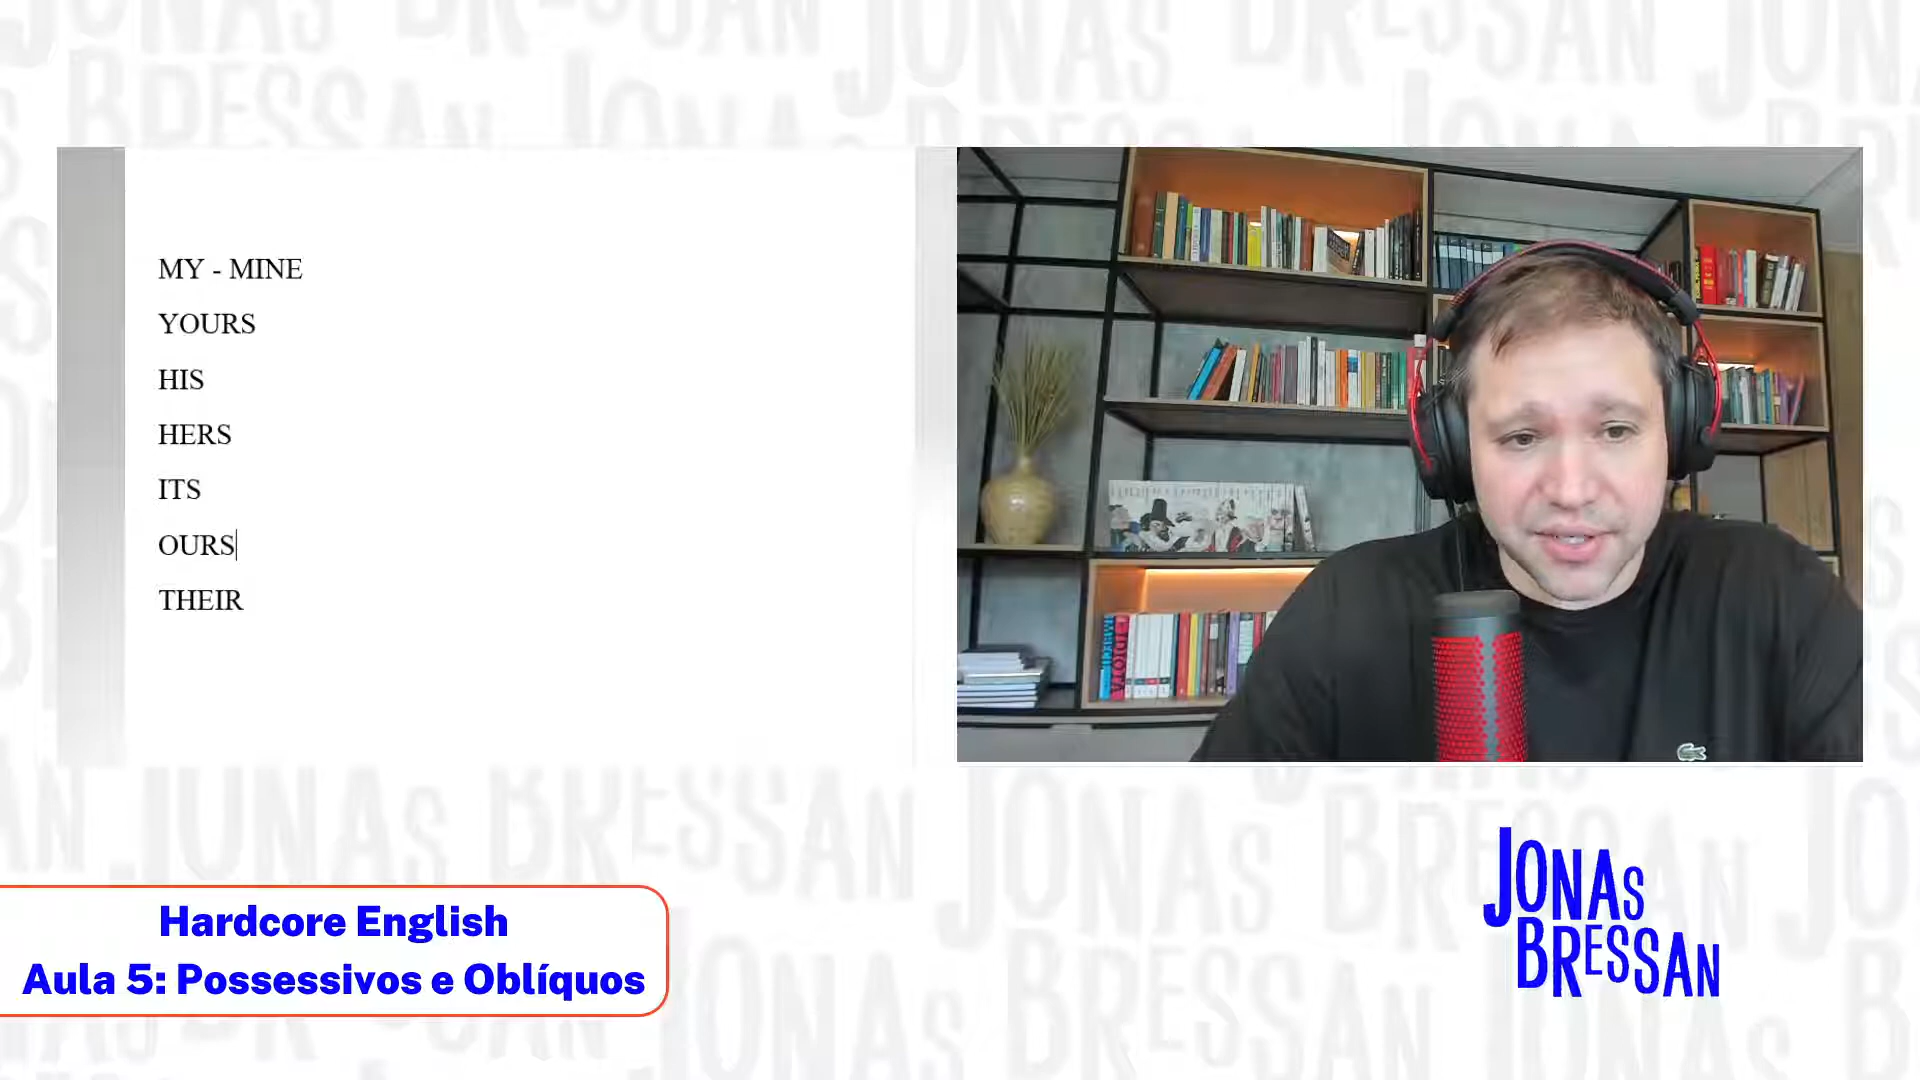 MY - MINE
YOURS
HIS
HERS
ITS
OURS
THEIR
Hardcore English
Aula 5: Possessivos e Oblíquos
JONAS
BRESSAN